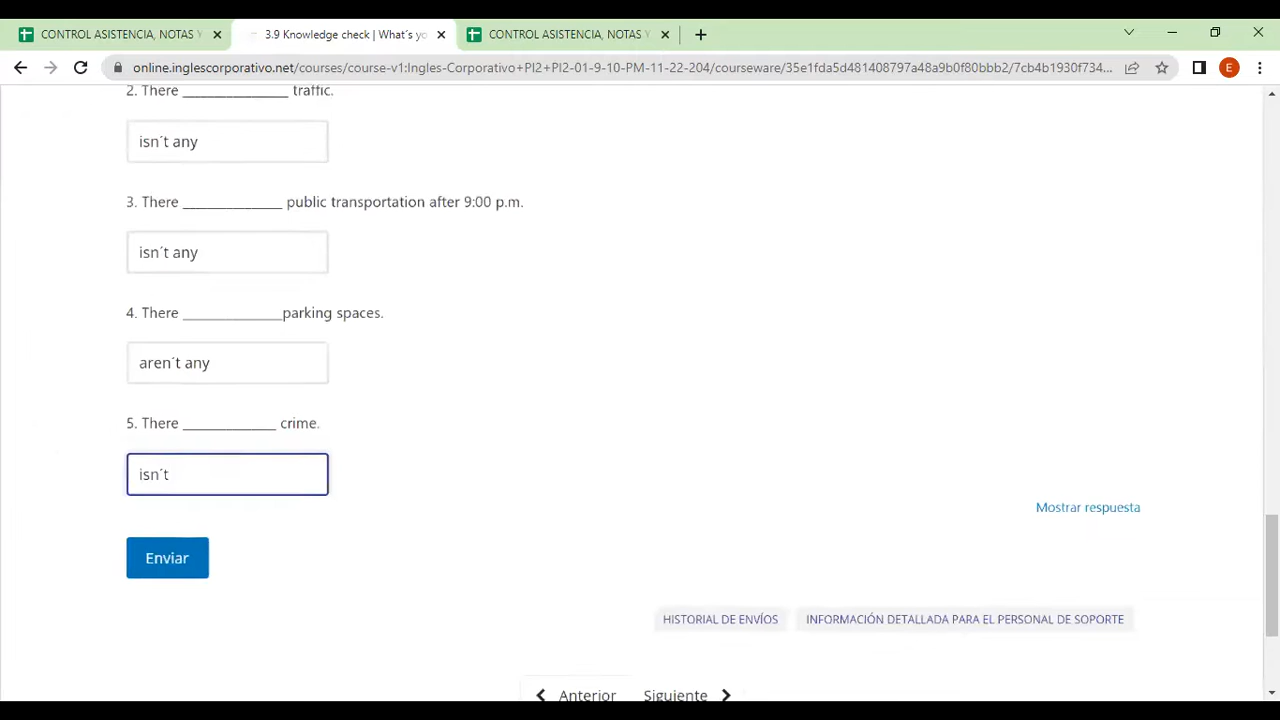 CONTROL ASISTENCIA, NOTAS Y
3.9 Knowledge check | What´s yo
CONTROL ASISTENCIA, NOTAS Y
online.inglescorporativo.net/courses/course-v1:Ingles-Corporativo+PI2+PI2-01-9-10-PM-11-22-204/courseware/35e1fda5d481408797a48a9b0f80bbb2/7cb4b1930f734...
E
2. There ________________ traffic.
isn´t any
3. There _______________ public transportation after 9:00 p.m.
isn´t any
4. There _______________parking spaces.
aren´t any
5. There ______________ crime.
isn´t
Mostrar respuesta
Enviar
HISTORIAL DE ENVÍOS
INFORMACIÓN DETALLADA PARA EL PERSONAL DE SOPORTE
Anterior
Siguiente